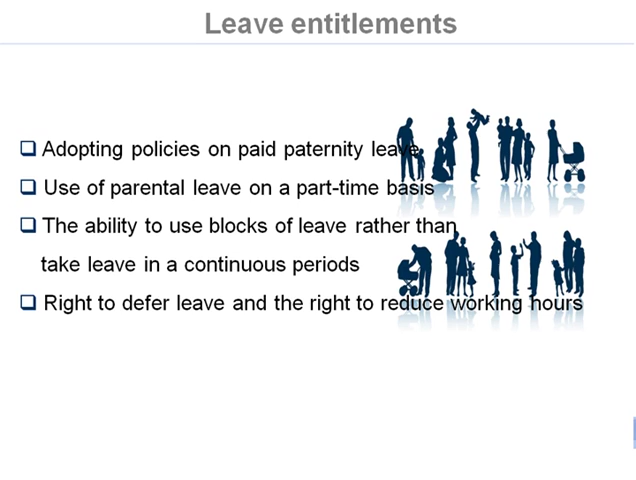 Leave entitlements
Adopting policies on paid paternity leave
Use of parental leave on a part-time basis
The ability to use blocks of leave rather than
take leave in a continuous periods
Right to defer leave and the right to reduce working hours